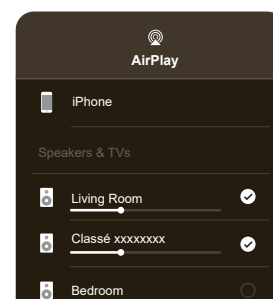 AirPlay
iPhone
Speakers & TVs
Living Room
Classé xxxxxxxx
Bedroom